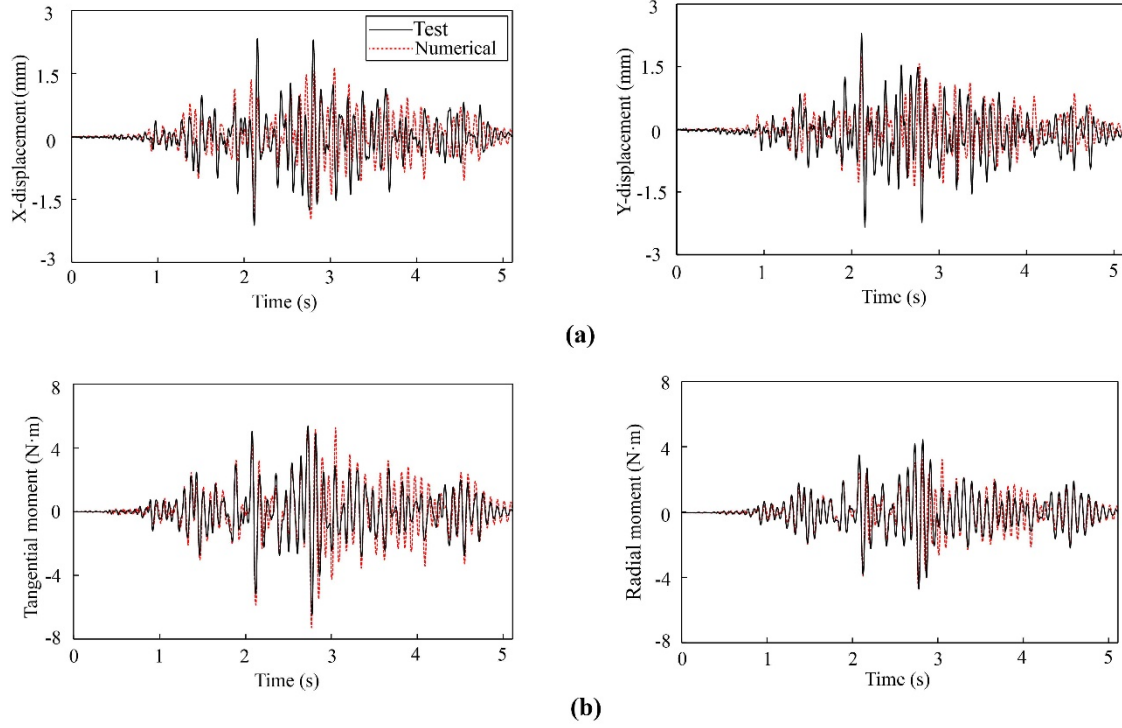 3
1.5
0
-1.5
-3
X-displacement (mm)
Test
Numerical
0 1 2 3 4 5
Time (s)
3
1.5
0
-1.5
-3
Y-displacement (mm)
0 1 2 3 4 5
Time (s)
(a)
8
4
0
-4
-8
Tangential moment (N·m)
0 1 2 3 4 5
Time (s)
8
4
0
-4
-8
Radial moment (N·m)
0 1 2 3 4 5
Time (s)
(b)